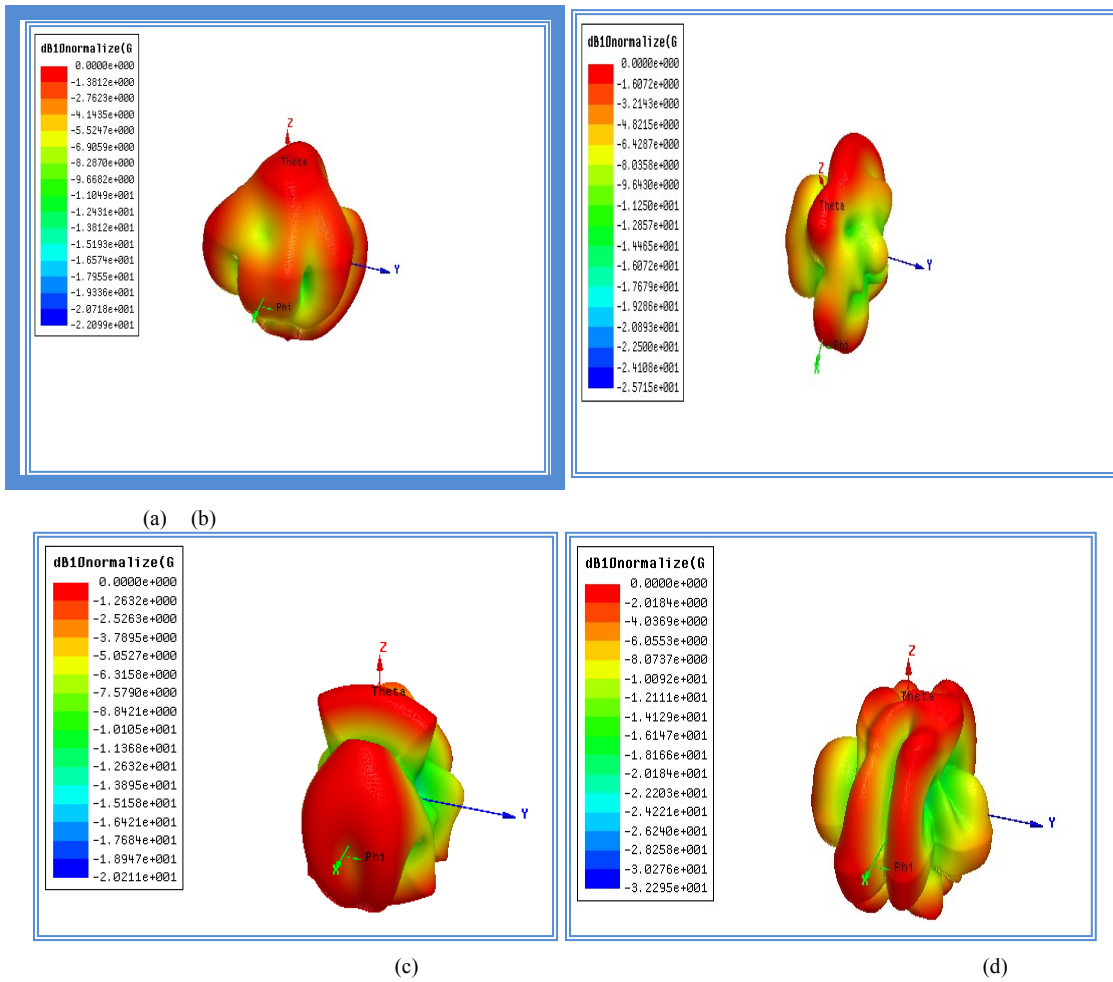 dB10normalize(G
0.0000e+000
-1.3812e+000
-2.7623e+000
-4.1435e+000
-5.5247e+000
-6.9059e+000
-8.2870e+000
-9.6682e+000
-1.1049e+001
-1.2431e+001
-1.3812e+001
-1.5193e+001
-1.6574e+001
-1.7955e+001
-1.9336e+001
-2.0718e+001
-2.2099e+001
Z
Theta
Y
Phi
X
dB10normalize(G
0.0000e+000
-1.6072e+000
-3.2143e+000
-4.8215e+000
-6.4287e+000
-8.0358e+000
-9.6430e+000
-1.1250e+001
-1.2857e+001
-1.4465e+001
-1.6072e+001
-1.7679e+001
-1.9286e+001
-2.0893e+001
-2.2500e+001
-2.4108e+001
-2.5715e+001
Z
Theta
Y
Phi
X
(a) (b)
dB10normalize(G
0.0000e+000
-1.2632e+000
-2.5263e+000
-3.7895e+000
-5.0527e+000
-6.3158e+000
-7.5790e+000
-8.8421e+000
-1.0105e+001
-1.1368e+001
-1.2632e+001
-1.3895e+001
-1.5158e+001
-1.6421e+001
-1.7684e+001
-1.8947e+001
-2.0211e+001
Z
Theta
Y
Phi
X
dB10normalize(G
0.0000e+000
-2.0184e+000
-4.0369e+000
-6.0553e+000
-8.0737e+000
-1.0092e+001
-1.2111e+001
-1.4129e+001
-1.6147e+001
-1.8166e+001
-2.0184e+001
-2.2203e+001
-2.4221e+001
-2.6240e+001
-2.8258e+001
-3.0276e+001
-3.2295e+001
Z
Theta
Y
Phi
X
(c) (d)